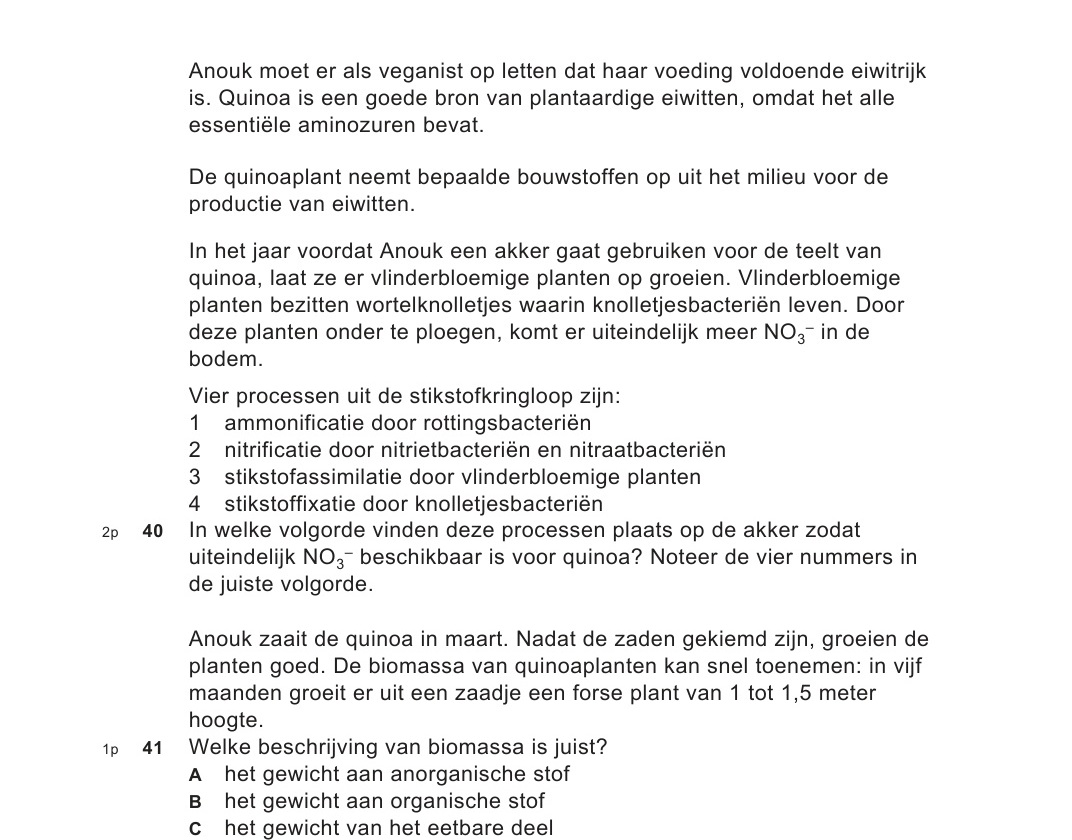 Anouk moet er als veganist op letten dat haar voeding voldoende eiwitrijk
is. Quinoa is een goede bron van plantaardige eiwitten, omdat het alle
essentiële aminozuren bevat.
De quinoaplant neemt bepaalde bouwstoffen op uit het milieu voor de
productie van eiwitten.
In het jaar voordat Anouk een akker gaat gebruiken voor de teelt van
quinoa, laat ze er vlinderbloemige planten op groeien. Vlinderbloemige
planten bezitten wortelknolletjes waarin knolletjesbacteriën leven. Door
deze planten onder te ploegen, komt er uiteindelijk meer NO₃⁻ in de
bodem.
Vier processen uit de stikstofkringloop zijn:
1 ammonificatie door rottingsbacteriën
2 nitrificatie door nitrietbacteriën en nitraatbacteriën
3 stikstofassimilatie door vlinderbloemige planten
4 stikstoffixatie door knolletjesbacteriën
2p 40 In welke volgorde vinden deze processen plaats op de akker zodat
uiteindelijk NO₃⁻ beschikbaar is voor quinoa? Noteer de vier nummers in
de juiste volgorde.
Anouk zaait de quinoa in maart. Nadat de zaden gekiemd zijn, groeien de
planten goed. De biomassa van quinoaplanten kan snel toenemen: in vijf
maanden groeit er uit een zaadje een forse plant van 1 tot 1,5 meter
hoogte.
1p 41 Welke beschrijving van biomassa is juist?
A het gewicht aan anorganische stof
B het gewicht aan organische stof
C het gewicht van het eetbare deel